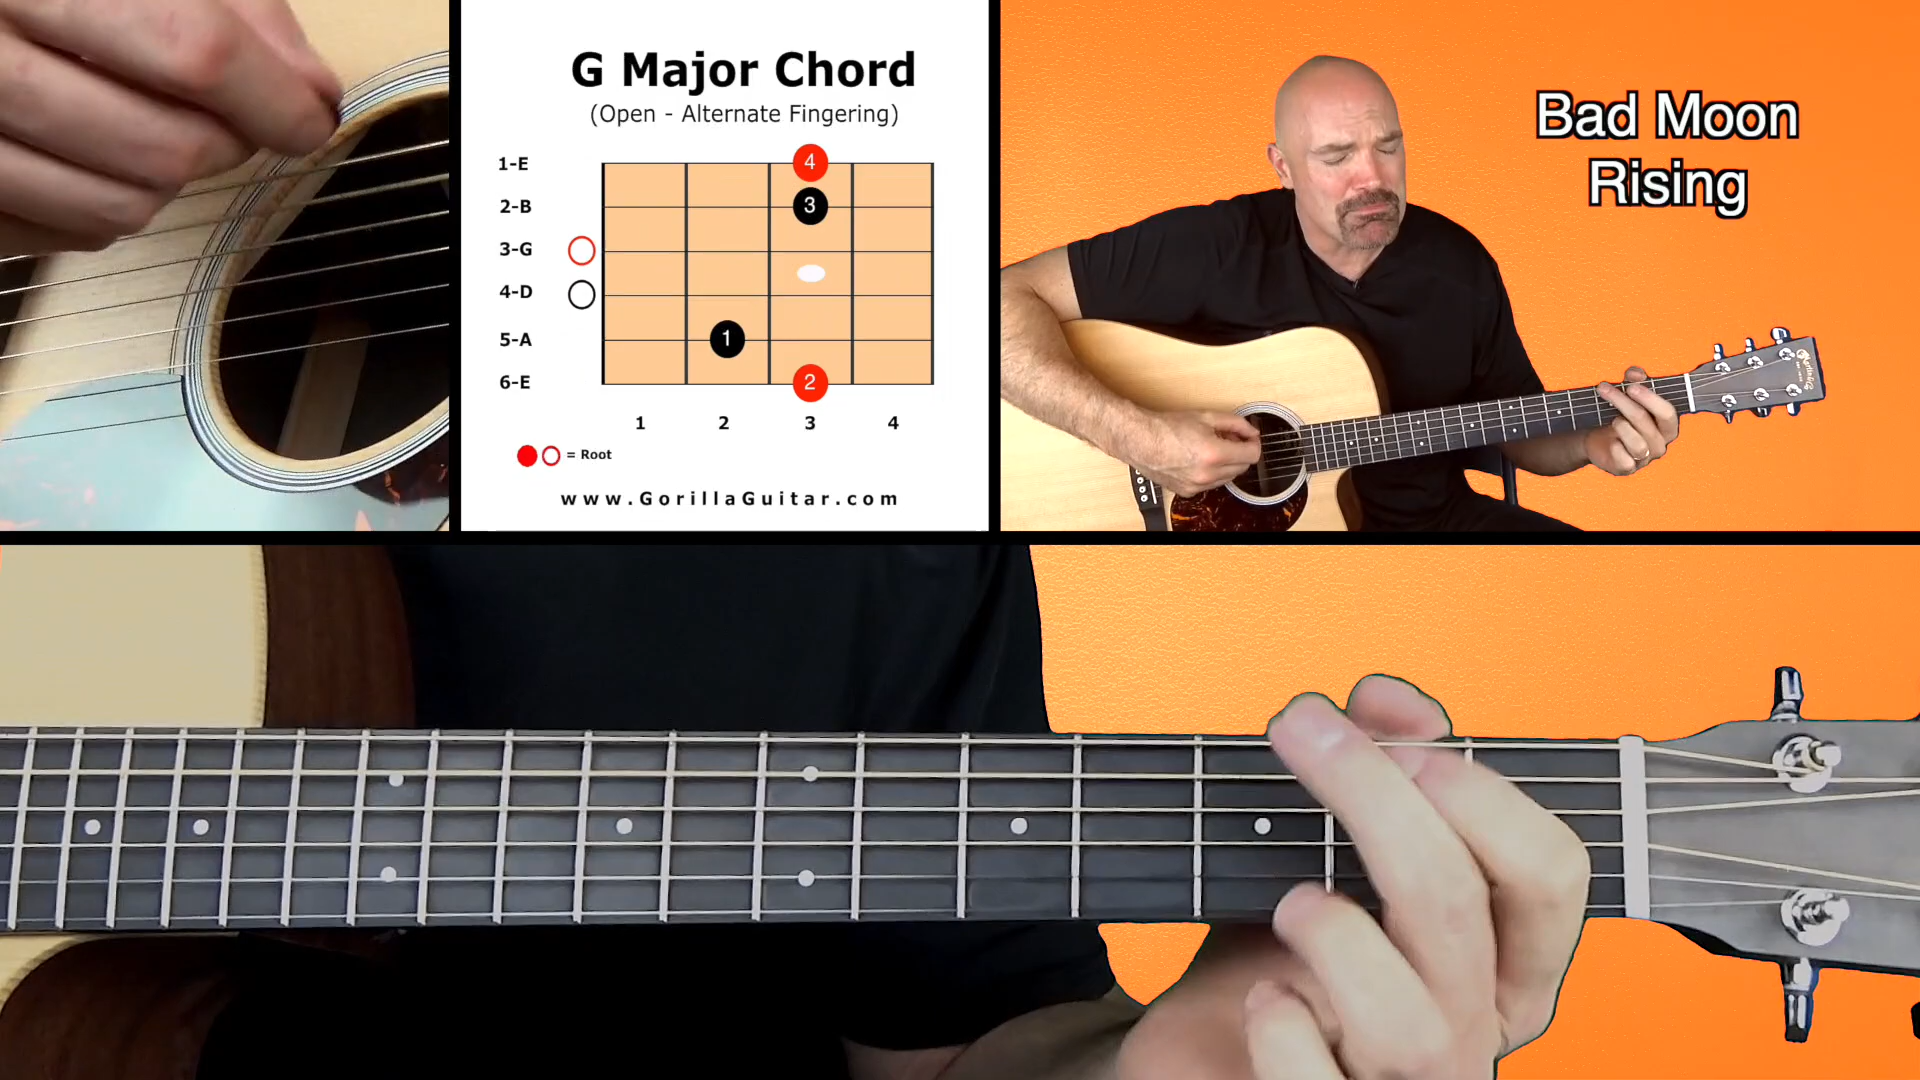 G Major Chord
(Open - Alternate Fingering)
1-E
4
2-B
3
3-G
4-D
5-A
1
6-E
2
1 2 3 4
= Root
www.GorillaGuitar.com
Bad Moon
Rising